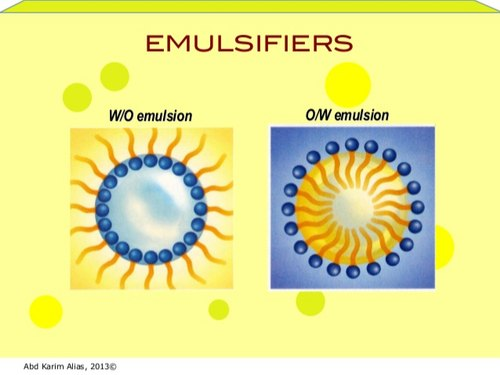 EMULSIFIERS
W/O emulsion
O/W emulsion
Abd Karim Alias, 2013©